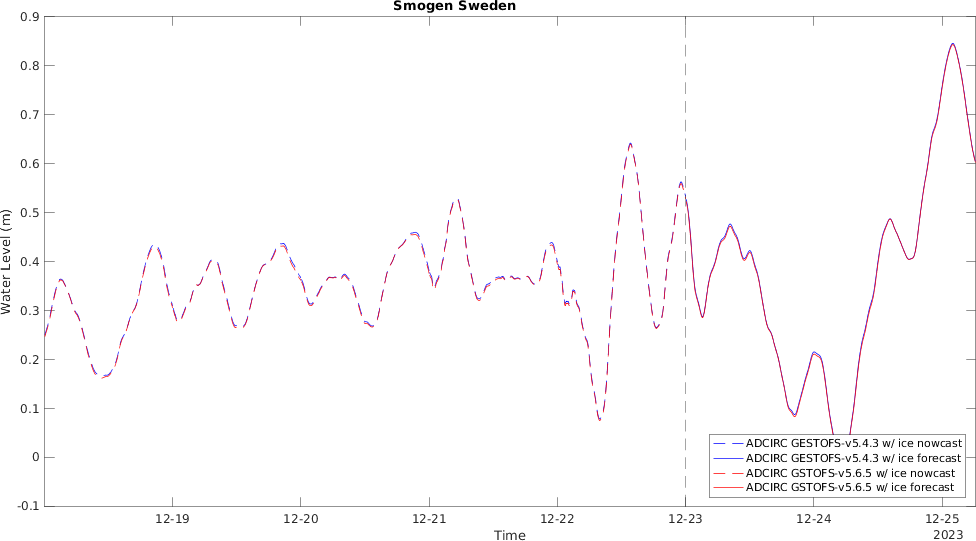 Smogen Sweden
0.9
0.8
0.7
0.6
0.5
0.4
0.3
0.2
0.1
0
-0.1
Water Level (m)
12-19 12-20 12-21 12-22 12-23 12-24 12-25
Time
2023
ADCIRC GESTOFS-v5.4.3 w/ ice nowcast
ADCIRC GESTOFS-v5.4.3 w/ ice forecast
ADCIRC GSTOFS-v5.6.5 w/ ice nowcast
ADCIRC GSTOFS-v5.6.5 w/ ice forecast